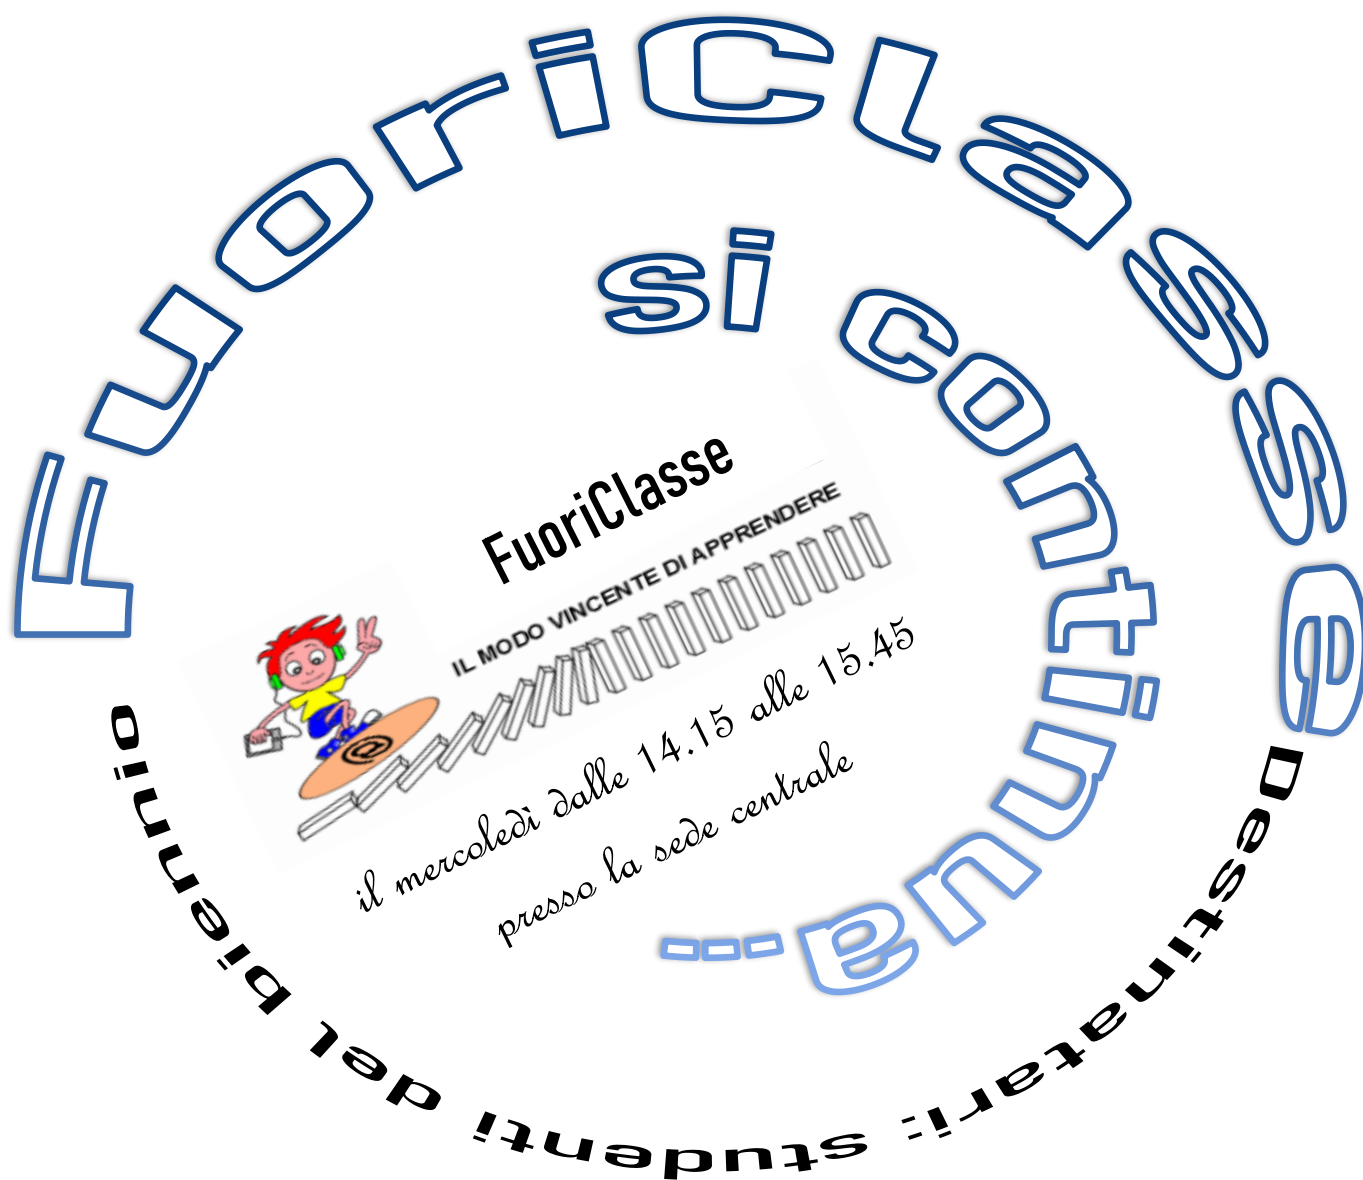 FuoriClasse
si continua...
FuoriClasse
IL MODO VINCENTE DI APPRENDERE
@
il mercoledì dalle 14.15 alle 15.45
presso la sede centrale
Destinatari: studenti del biennio